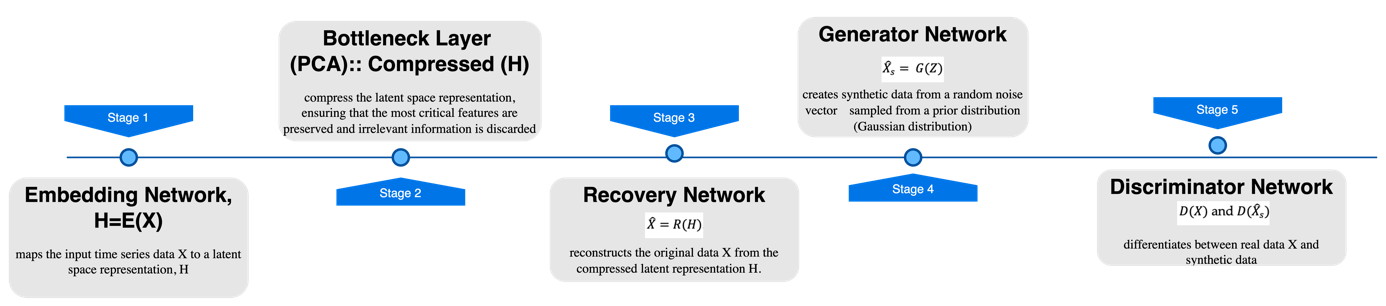 Stage 1
Embedding Network,
H=E(X)
maps the input time series data X to a latent
space representation, H
Bottleneck Layer
(PCA):: Compressed (H)
compress the latent space representation,
ensuring that the most critical features are
preserved and irrelevant information is discarded
Stage 2
Stage 3
Recovery Network
X̂ = R(H)
reconstructs the original data X from the
compressed latent representation H.
Generator Network
X̂ₛ = G(Z)
creates synthetic data from a random noise
vector sampled from a prior distribution
(Gaussian distribution)
Stage 4
Stage 5
Discriminator Network
D(X) and D(X̂ₛ)
differentiates between real data X and
synthetic data